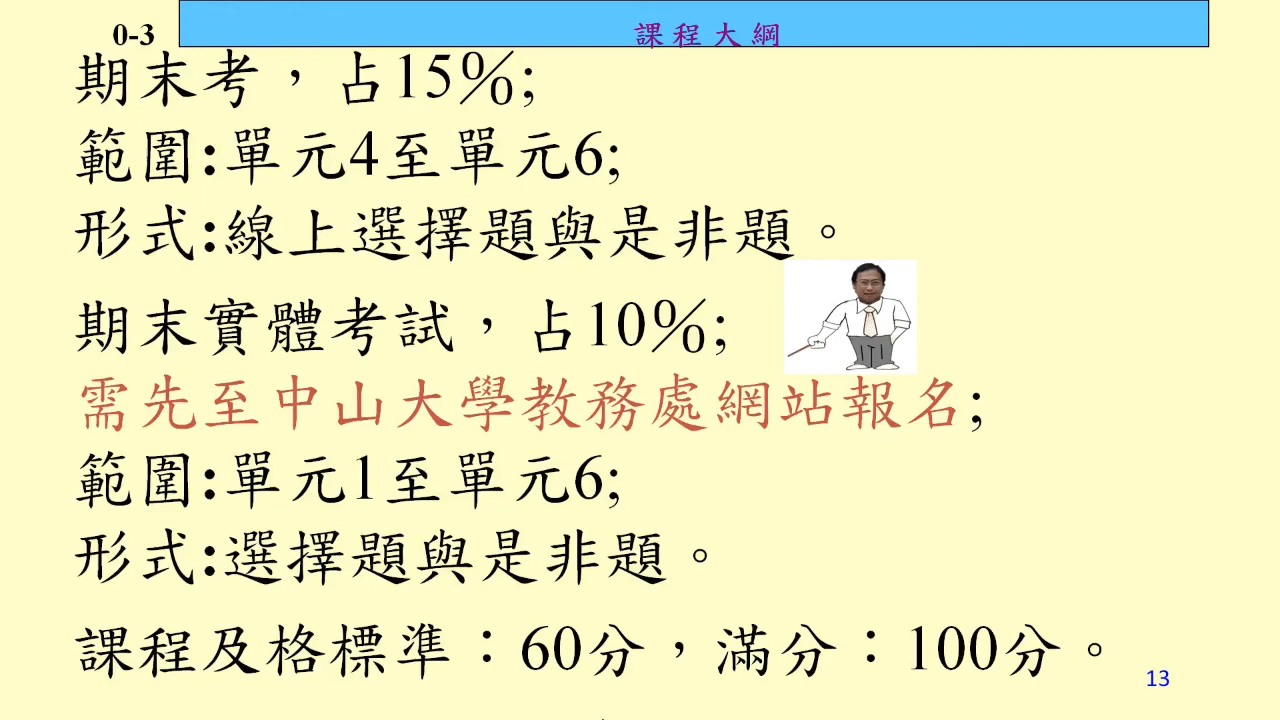 0-3
課程大綱
期末考，占15%;
範圍:單元4至單元6;
形式:線上選擇題與是非題。
期末實體考試，占10%;
需先至中山大學教務處網站報名;
範圍:單元1至單元6;
形式:選擇題與是非題。
課程及格標準：60分，滿分：100分。
13